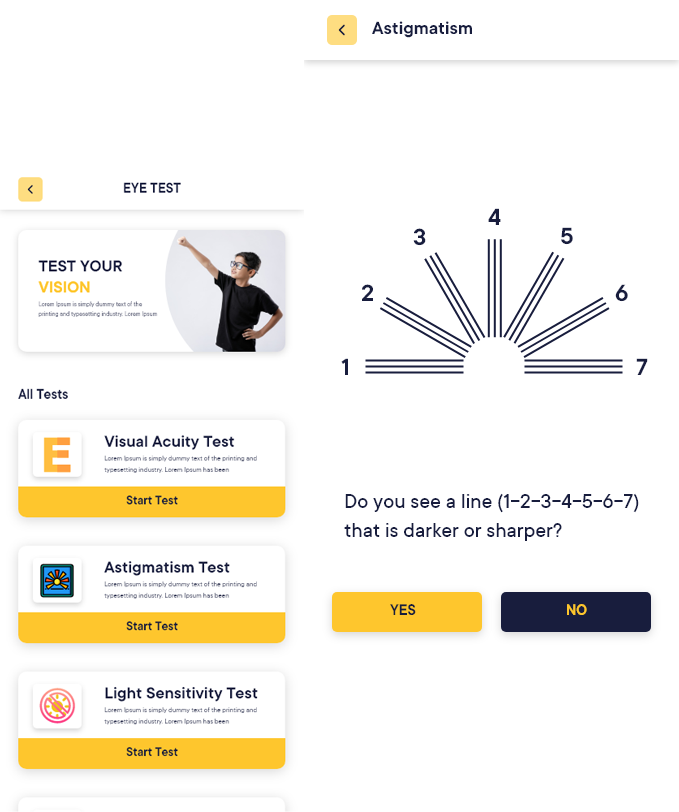 EYE TEST
TEST YOUR
VISION
Lorem Ipsum is simply dummy text of the
printing and typesetting industry. Lorem Ipsum
All Tests
E
Visual Acuity Test
Lorem Ipsum is simply dummy text of the printing and
typesetting industry. Lorem Ipsum has been
Start Test
Astigmatism Test
Lorem Ipsum is simply dummy text of the printing and
typesetting industry. Lorem Ipsum has been
Start Test
Light Sensitivity Test
Lorem Ipsum is simply dummy text of the printing and
typesetting industry. Lorem Ipsum has been
Start Test
Astigmatism
1
2
3
4
5
6
7
Do you see a line (1-2-3-4-5-6-7)
that is darker or sharper?
YES
NO